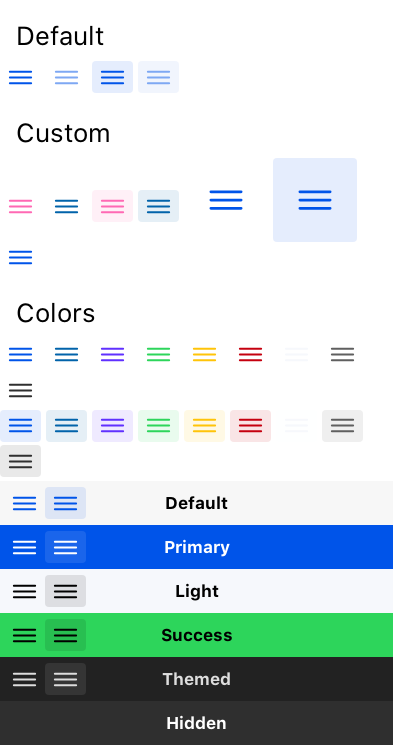 Default
Custom
Colors
Default
Primary
Light
Success
Themed
Hidden